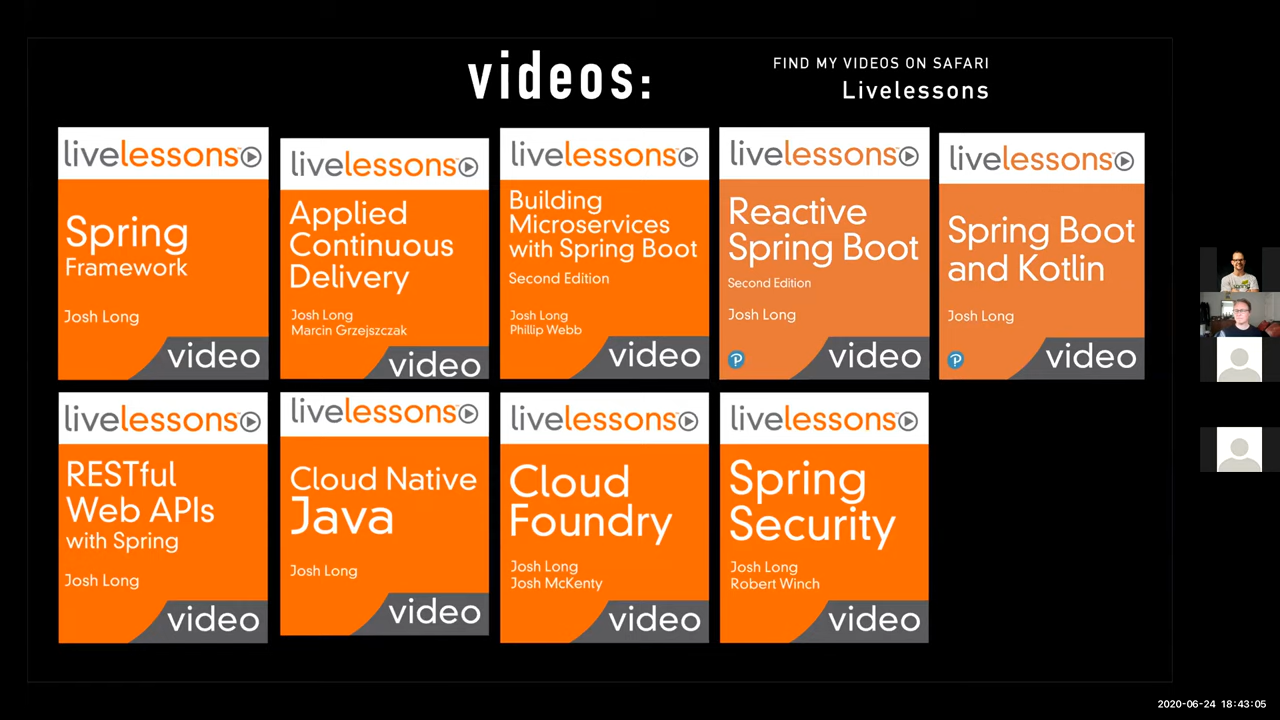 videos:
FIND MY VIDEOS ON SAFARI
Livelessons
livelessons
Spring
Framework
Josh Long
video
livelessons
Applied
Continuous
Delivery
Josh Long
Marcin Grzejszczak
video
livelessons
Building
Microservices
with Spring Boot
Second Edition
Josh Long
Phillip Webb
video
livelessons
Reactive
Spring Boot
Second Edition
Josh Long
P
video
livelessons
Spring Boot
and Kotlin
Josh Long
P
video
livelessons
RESTful
Web APIs
with Spring
Josh Long
video
livelessons
Cloud Native
Java
Josh Long
video
livelessons
Cloud
Foundry
Josh Long
Josh McKenty
video
livelessons
Spring
Security
Josh Long
Robert Winch
video
2020-06-24 18:43:05